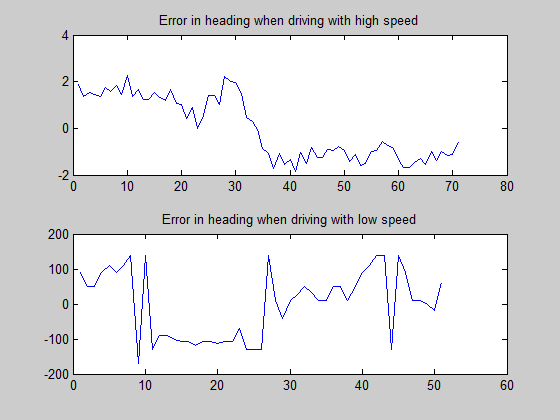 Error in heading when driving with high speed
4
2
0
-2
0 10 20 30 40 50 60 70 80
Error in heading when driving with low speed
200
100
0
-100
-200
0 10 20 30 40 50 60